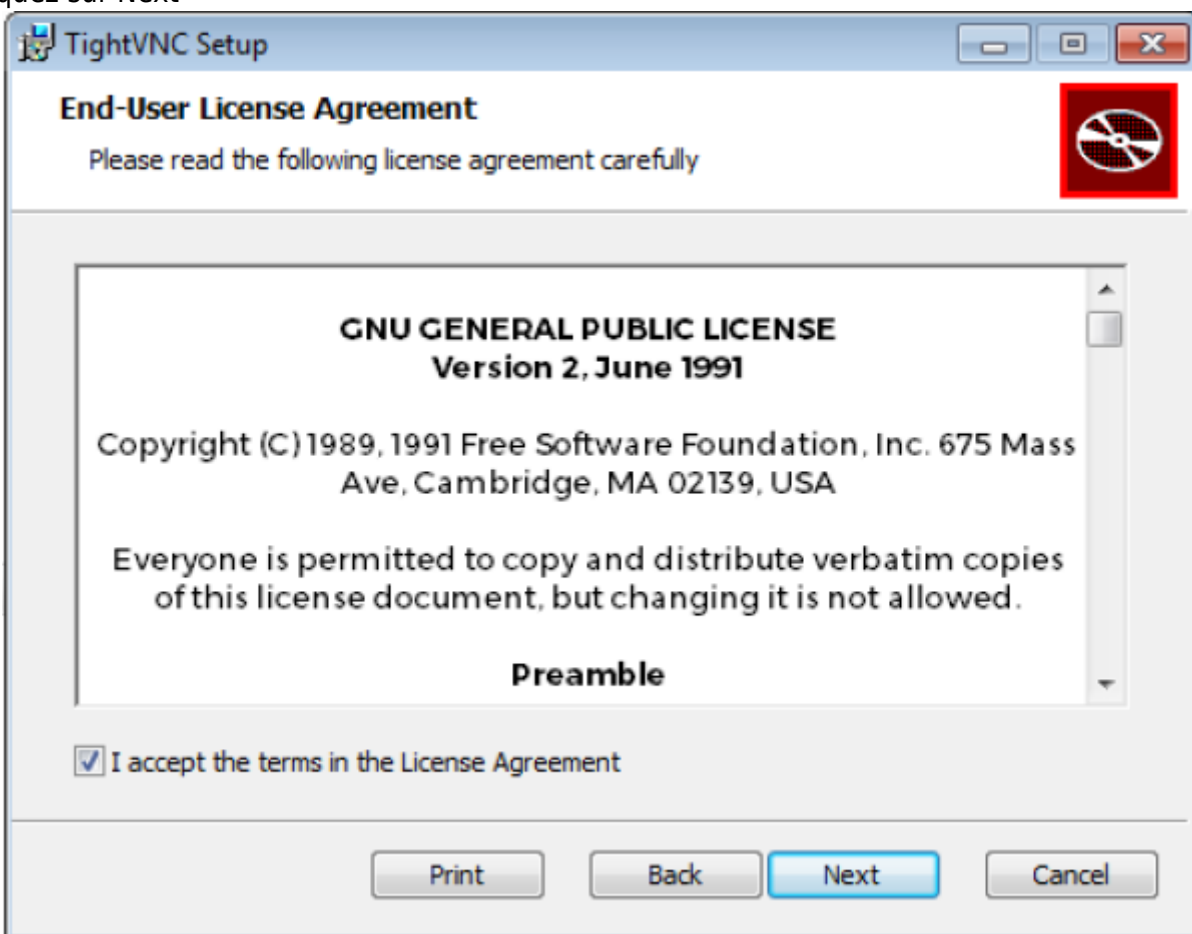 sur Next
TightVNC Setup
End-User License Agreement
Please read the following license agreement carefully
GNU GENERAL PUBLIC LICENSE
Version 2, June 1991
Copyright (C) 1989, 1991 Free Software Foundation, Inc. 675 Mass
Ave, Cambridge, MA 02139, USA
Everyone is permitted to copy and distribute verbatim copies
of this license document, but changing it is not allowed.
Preamble
I accept the terms in the License Agreement
Print Back Next Cancel